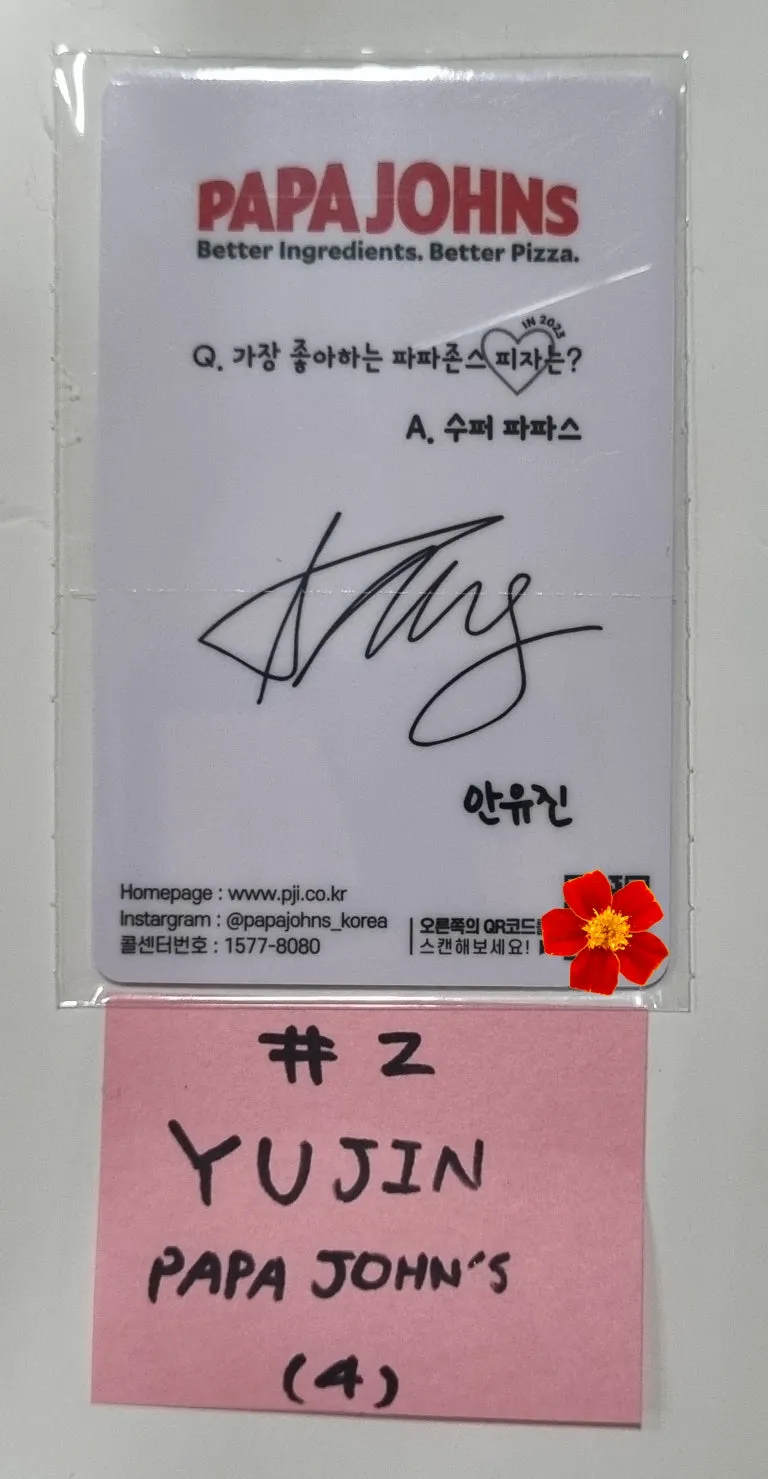 PAPA JOHNS
Better Ingredients. Better Pizza.
IN 2023
Q. 가장 좋아하는 파파존스 피자는?
A. 수퍼 파파스
안유진
Homepage : www.pji.co.kr
Instargram : @papajohns_korea
콜센터번호 : 1577-8080
오른쪽의 QR코드를
스캔해보세요!
# 2
YUJIN
PAPA JOHN'S
(4)